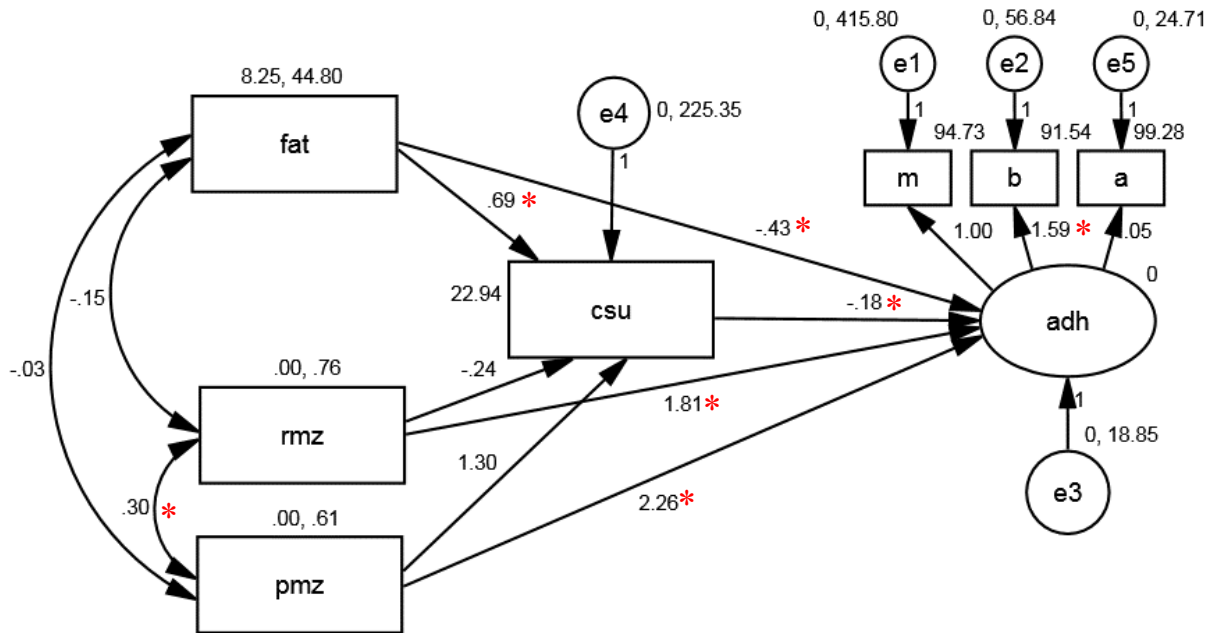 0, 415.80
0, 56.84
0, 24.71
e1
e2
e5
8.25, 44.80
e4
0, 225.35
1
1
1
94.73
91.54
99.28
fat
1
m
b
a
.69 *
-.43 *
1.00
1.59 *
.05
0
-.15
22.94
csu
-.18 *
adh
-.03
.00, .76
-.24
1
rmz
1.81 *
0, 18.85
1.30
.30 *
2.26 *
e3
.00, .61
pmz